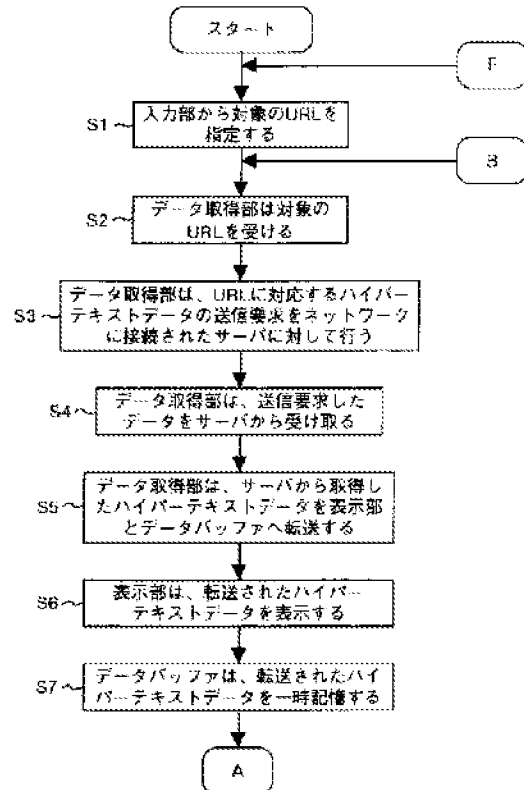 スタート
F
S1
入力部から対象のURLを
指定する
B
S2
データ取得部は対象の
URLを受ける
S3
データ取得部は、URLに対応するハイパー
テキストデータの送信要求をネットワーク
に接続されたサーバに対して行う
S4
データ取得部は、送信要求した
データをサーバから受け取る
S5
データ取得部は、サーバから取得し
たハイパーテキストデータを表示部
とデータバッファへ転送する
S6
表示部は、転送されたハイパー
テキストデータを表示する
S7
データバッファは、転送されたハイ
パーテキストデータを一時記憶する
A